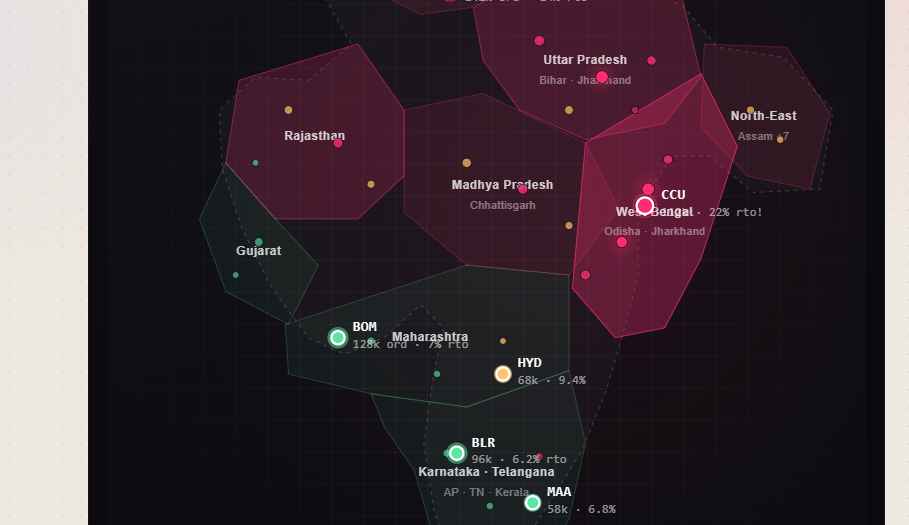 Uttar Pradesh
Bihar · Jharkhand
North-East
Assam +7
Rajasthan
Madhya Pradesh
Chhattisgarh
CCU
West Bengal
· 22% rto!
Odisha · Jharkhand
Gujarat
BOM
Maharashtra
128k ord · 7% rto
HYD
68k · 9.4%
BLR
96k · 6.2% rto
Karnataka · Telangana
AP · TN · Kerala
MAA
58k · 6.8%